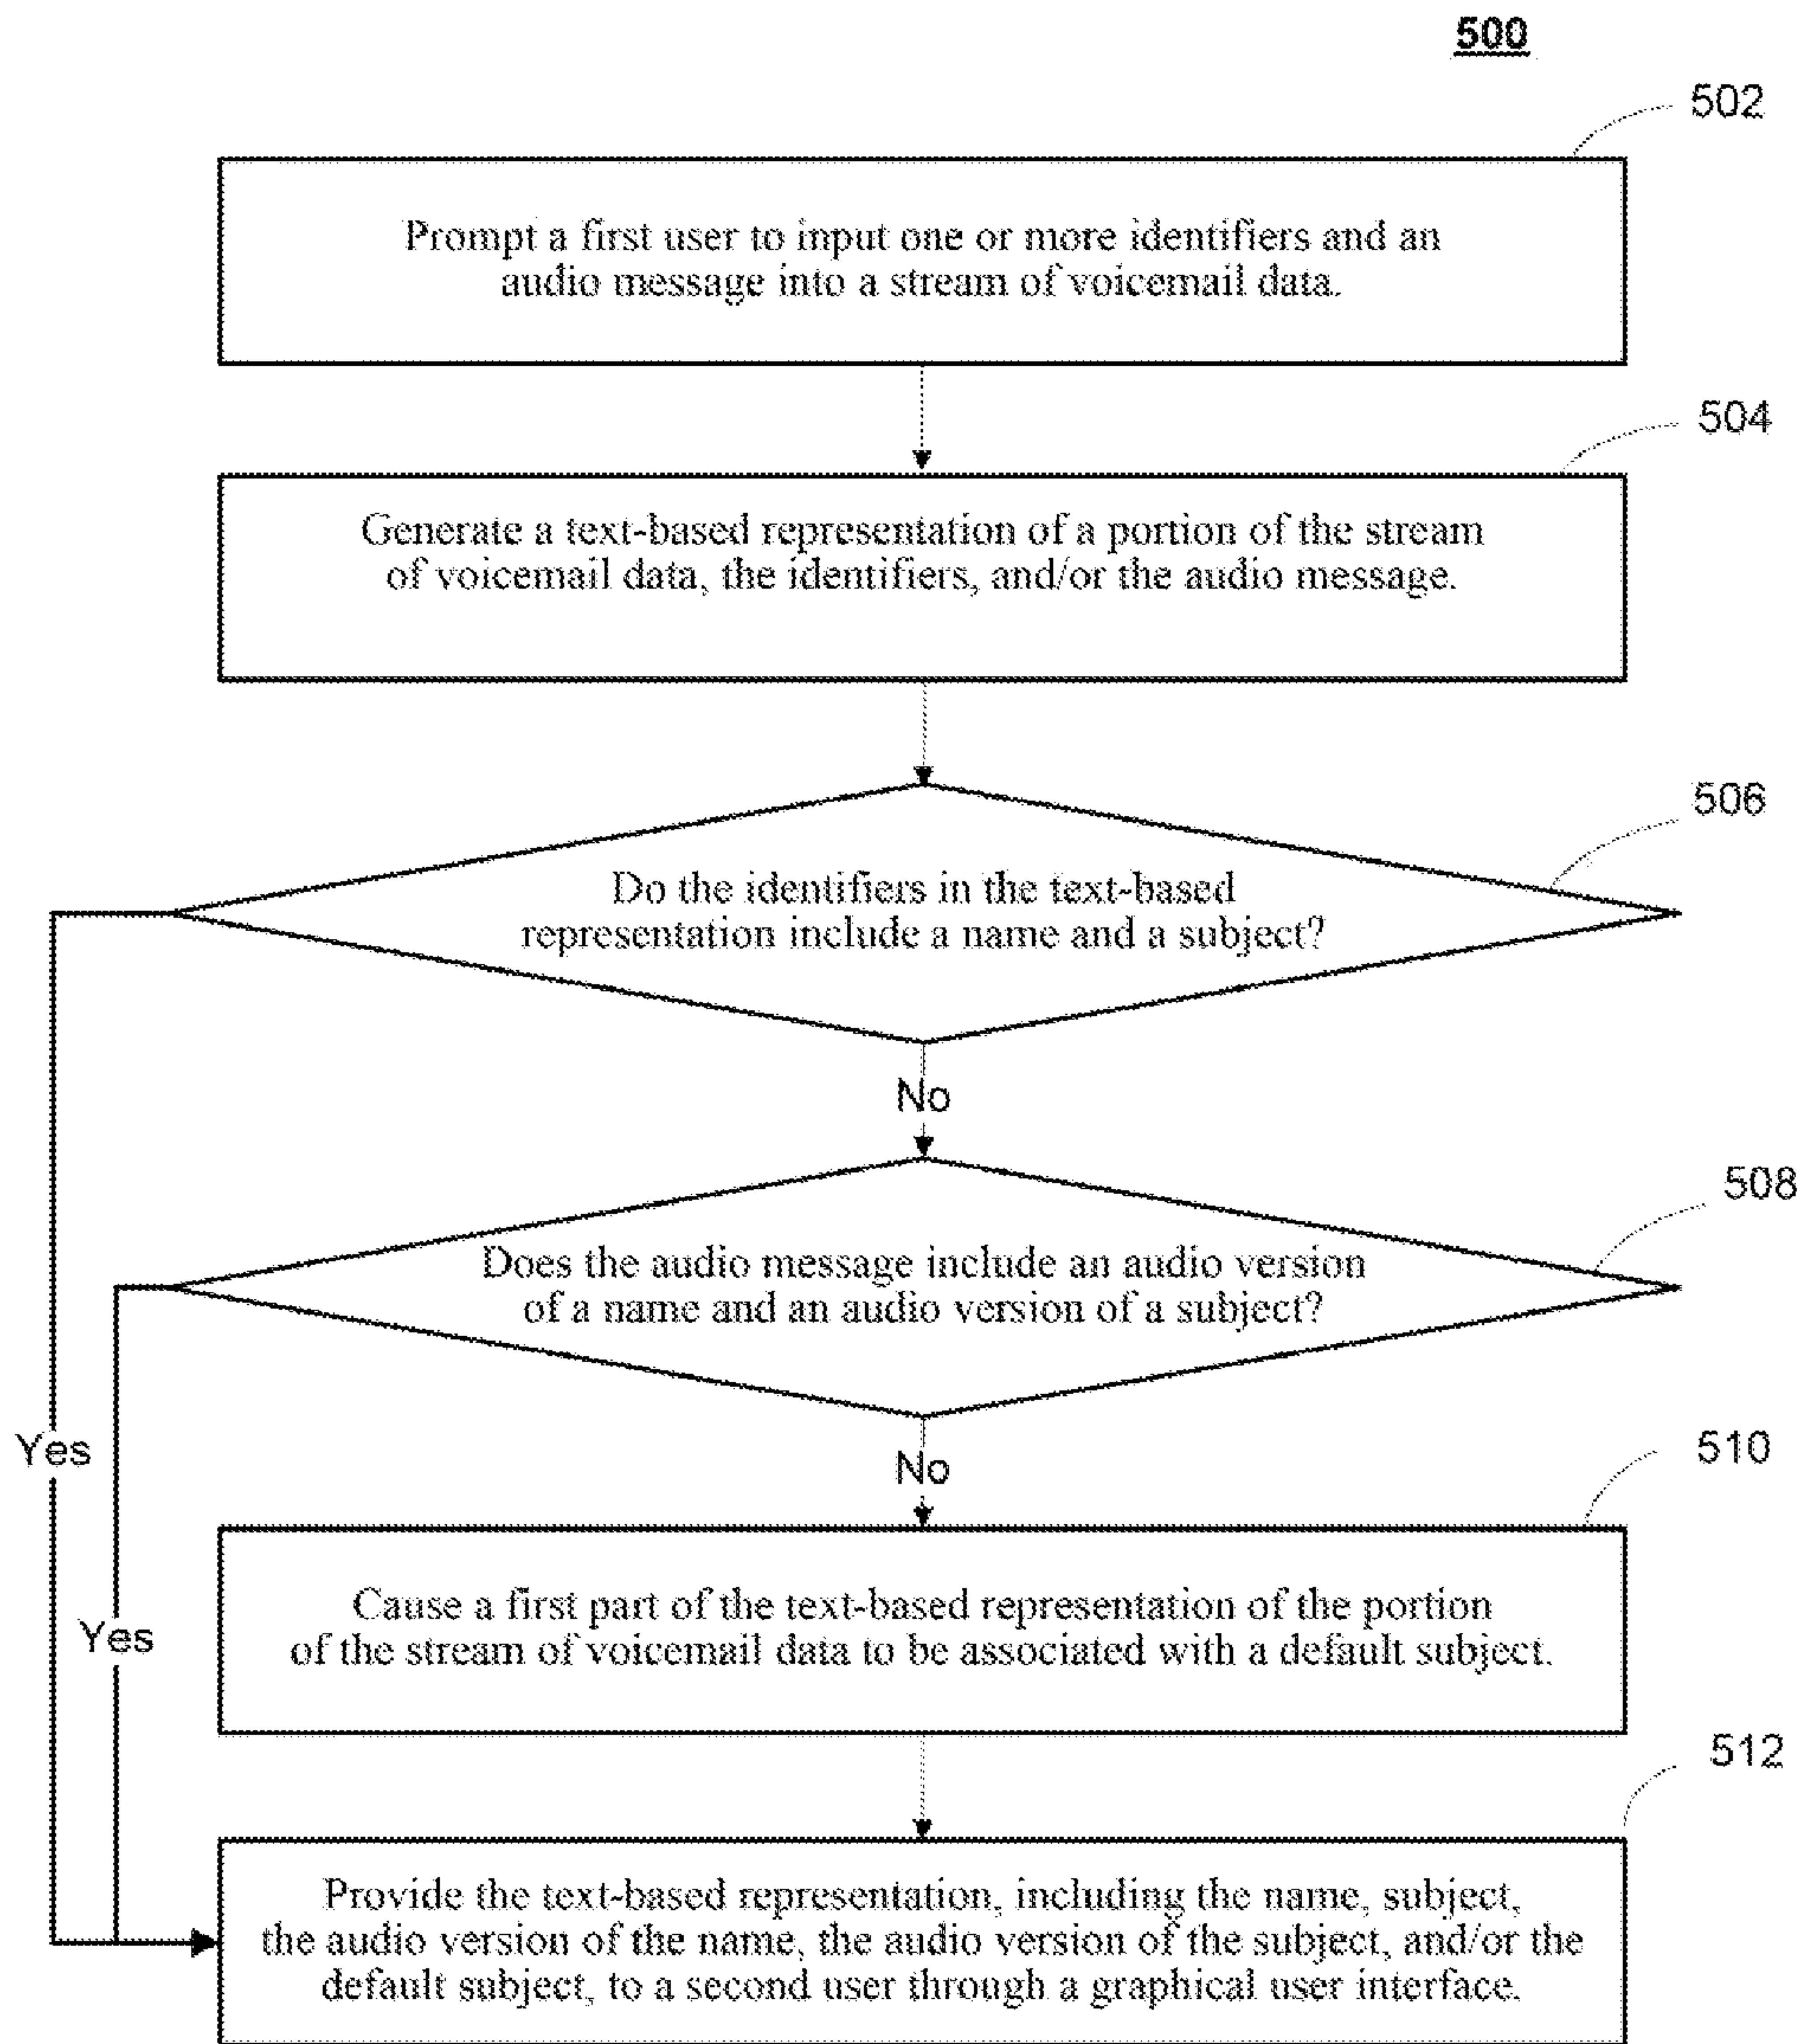 500
502
Prompt a first user to input one or more identifiers and an
audio message into a stream of voicemail data.
504
Generate a text-based representation of a portion of the stream
of voicemail data, the identifiers, and/or the audio message.
506
Do the identifiers in the text-based
representation include a name and a subject?
No
508
Does the audio message include an audio version
of a name and an audio version of a subject?
Yes
No
510
Cause a first part of the text-based representation of the portion
of the stream of voicemail data to be associated with a default subject.
Yes
512
Provide the text-based representation, including the name, subject,
the audio version of the name, the audio version of the subject, and/or the
default subject, to a second user through a graphical user interface.